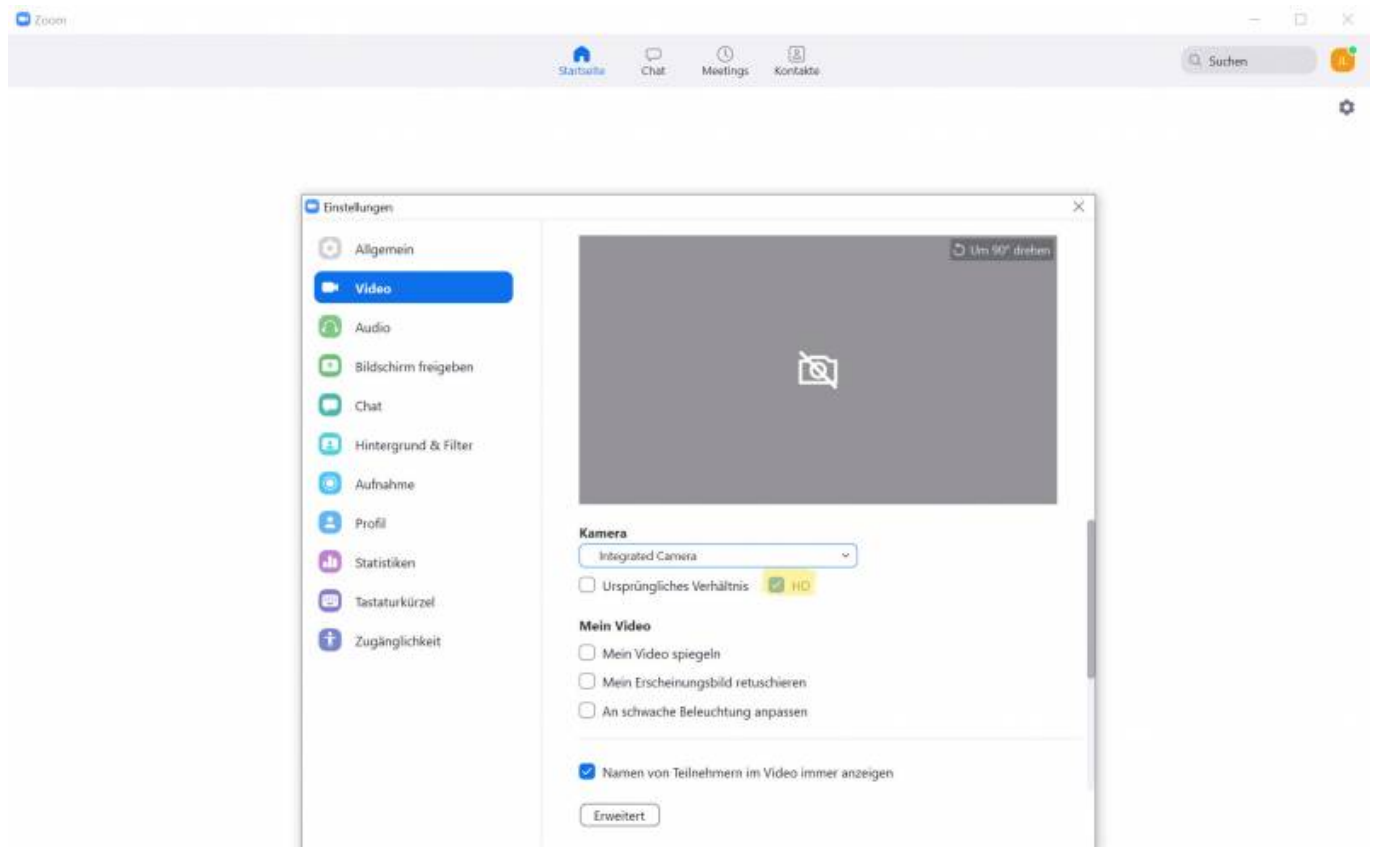 Zoom
Startseite Chat Meetings Kontakte
Suchen
Einstellungen
Allgemein
Video
Audio
Bildschirm freigeben
Chat
Hintergrund & Filter
Aufnahme
Profil
Statistiken
Tastaturkürzel
Zugänglichkeit
Um 90° drehen
Kamera
Integrated Camera
Ursprüngliches Verhältnis HD
Mein Video
Mein Video spiegeln
Mein Erscheinungsbild retuschieren
An schwache Beleuchtung anpassen
Namen von Teilnehmern im Video immer anzeigen
Erweitert